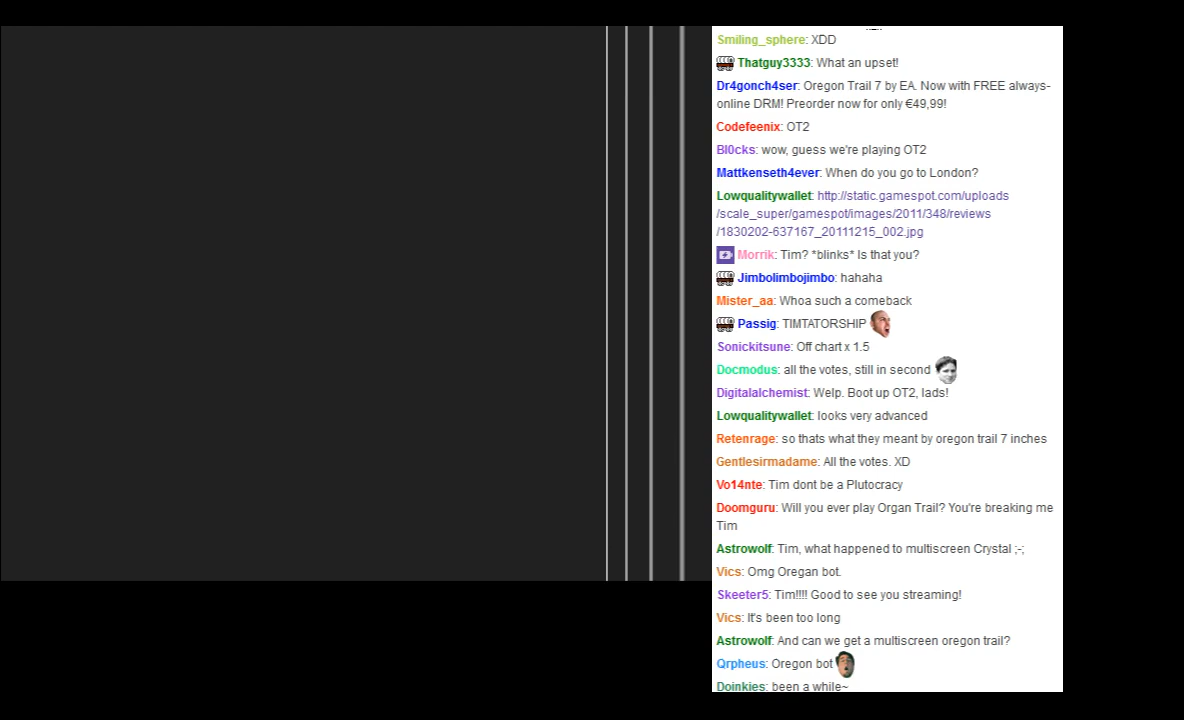 Smiling_sphere: XDD
Thatguy3333: What an upset!
Dr4gonch4ser: Oregon Trail 7 by EA. Now with FREE always-
online DRM! Preorder now for only €49,99!
Codefeenix: OT2
Bl0cks: wow, guess we're playing OT2
Mattkenseth4ever: When do you go to London?
Lowqualitywallet: http://static.gamespot.com/uploads
/scale_super/gamespot/images/2011/348/reviews
/1830202-637167_20111215_002.jpg
Morrik: Tim? *blinks* Is that you?
Jimbolimbojimbo: hahaha
Mister_aa: Whoa such a comeback
Passig: TIMTATORSHIP
Sonickitsune: Off chart x 1.5
Docmodus: all the votes, still in second
Digitalalchemist: Welp. Boot up OT2, lads!
Lowqualitywallet: looks very advanced
Retenrage: so thats what they meant by oregon trail 7 inches
Gentlesirmadame: All the votes. XD
Vo14nte: Tim dont be a Plutocracy
Doomguru: Will you ever play Organ Trail? You're breaking me
Tim
Astrowolf: Tim, what happened to multiscreen Crystal ;-;
Vics: Omg Oregan bot.
Skeeter5: Tim!!!! Good to see you streaming!
Vics: It's been too long
Astrowolf: And can we get a multiscreen oregon trail?
Qrpheus: Oregon bot
Doinkies: been a while~